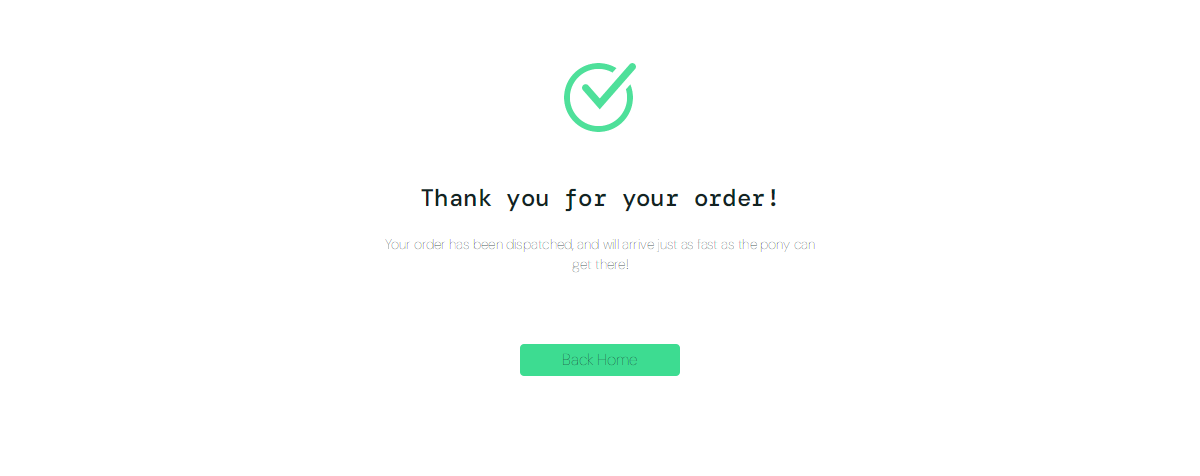 Thank you for your order!
Your order has been dispatched, and will arrive just as fast as the pony can
get there!
Back Home